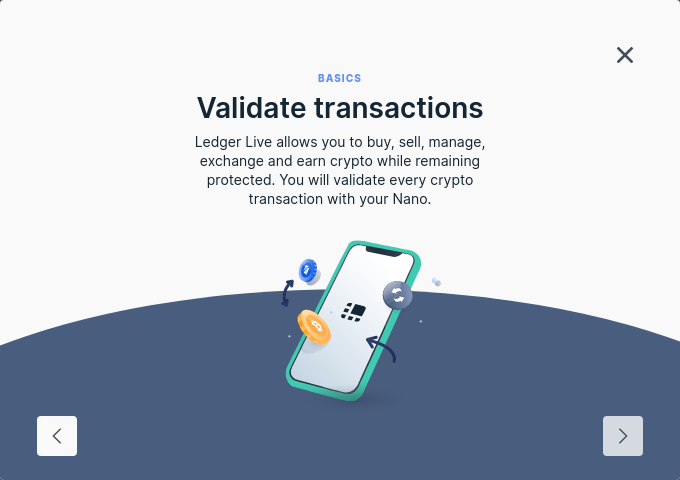 BASICS
Validate transactions
Ledger Live allows you to buy, sell, manage,
exchange and earn crypto while remaining
protected. You will validate every crypto
transaction with your Nano.